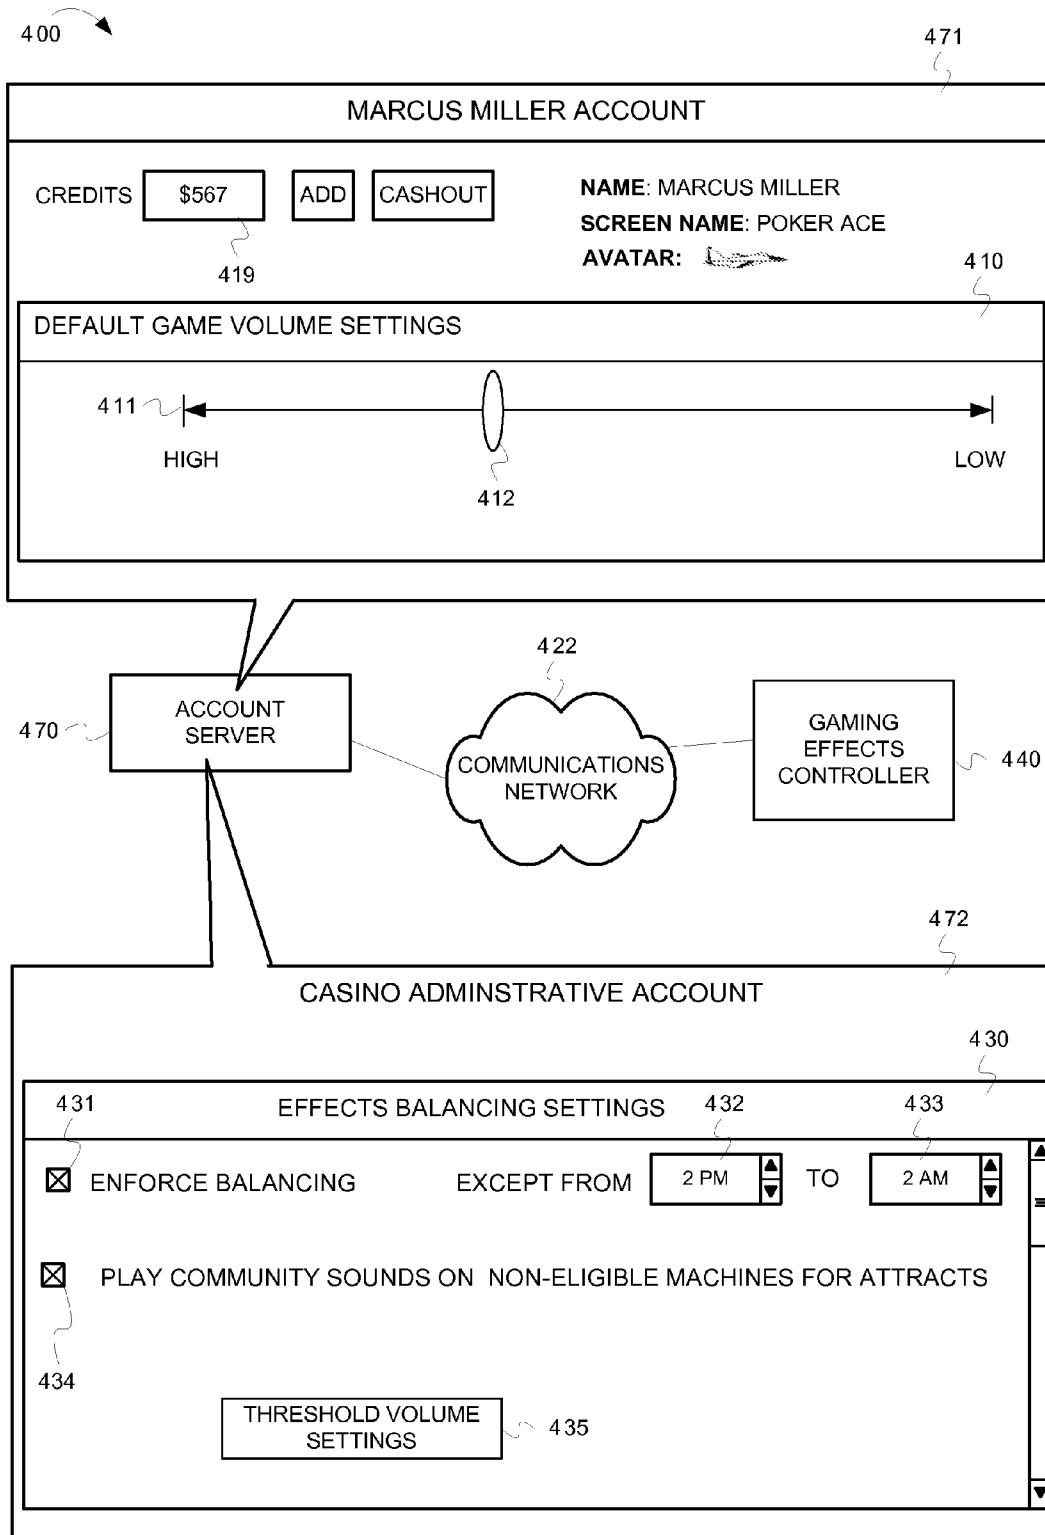 400
471
MARCUS MILLER ACCOUNT
CREDITS $567 ADD CASHOUT
NAME: MARCUS MILLER
SCREEN NAME: POKER ACE
AVATAR:
419
410
DEFAULT GAME VOLUME SETTINGS
411
HIGH
LOW
412
422
470
ACCOUNT
SERVER
COMMUNICATIONS
NETWORK
GAMING
EFFECTS
CONTROLLER
440
472
CASINO ADMINSTRATIVE ACCOUNT
430
431
EFFECTS BALANCING SETTINGS
432
433
ENFORCE BALANCING EXCEPT FROM 2 PM TO 2 AM
PLAY COMMUNITY SOUNDS ON NON-ELIGIBLE MACHINES FOR ATTRACTS
434
THRESHOLD VOLUME
SETTINGS
435